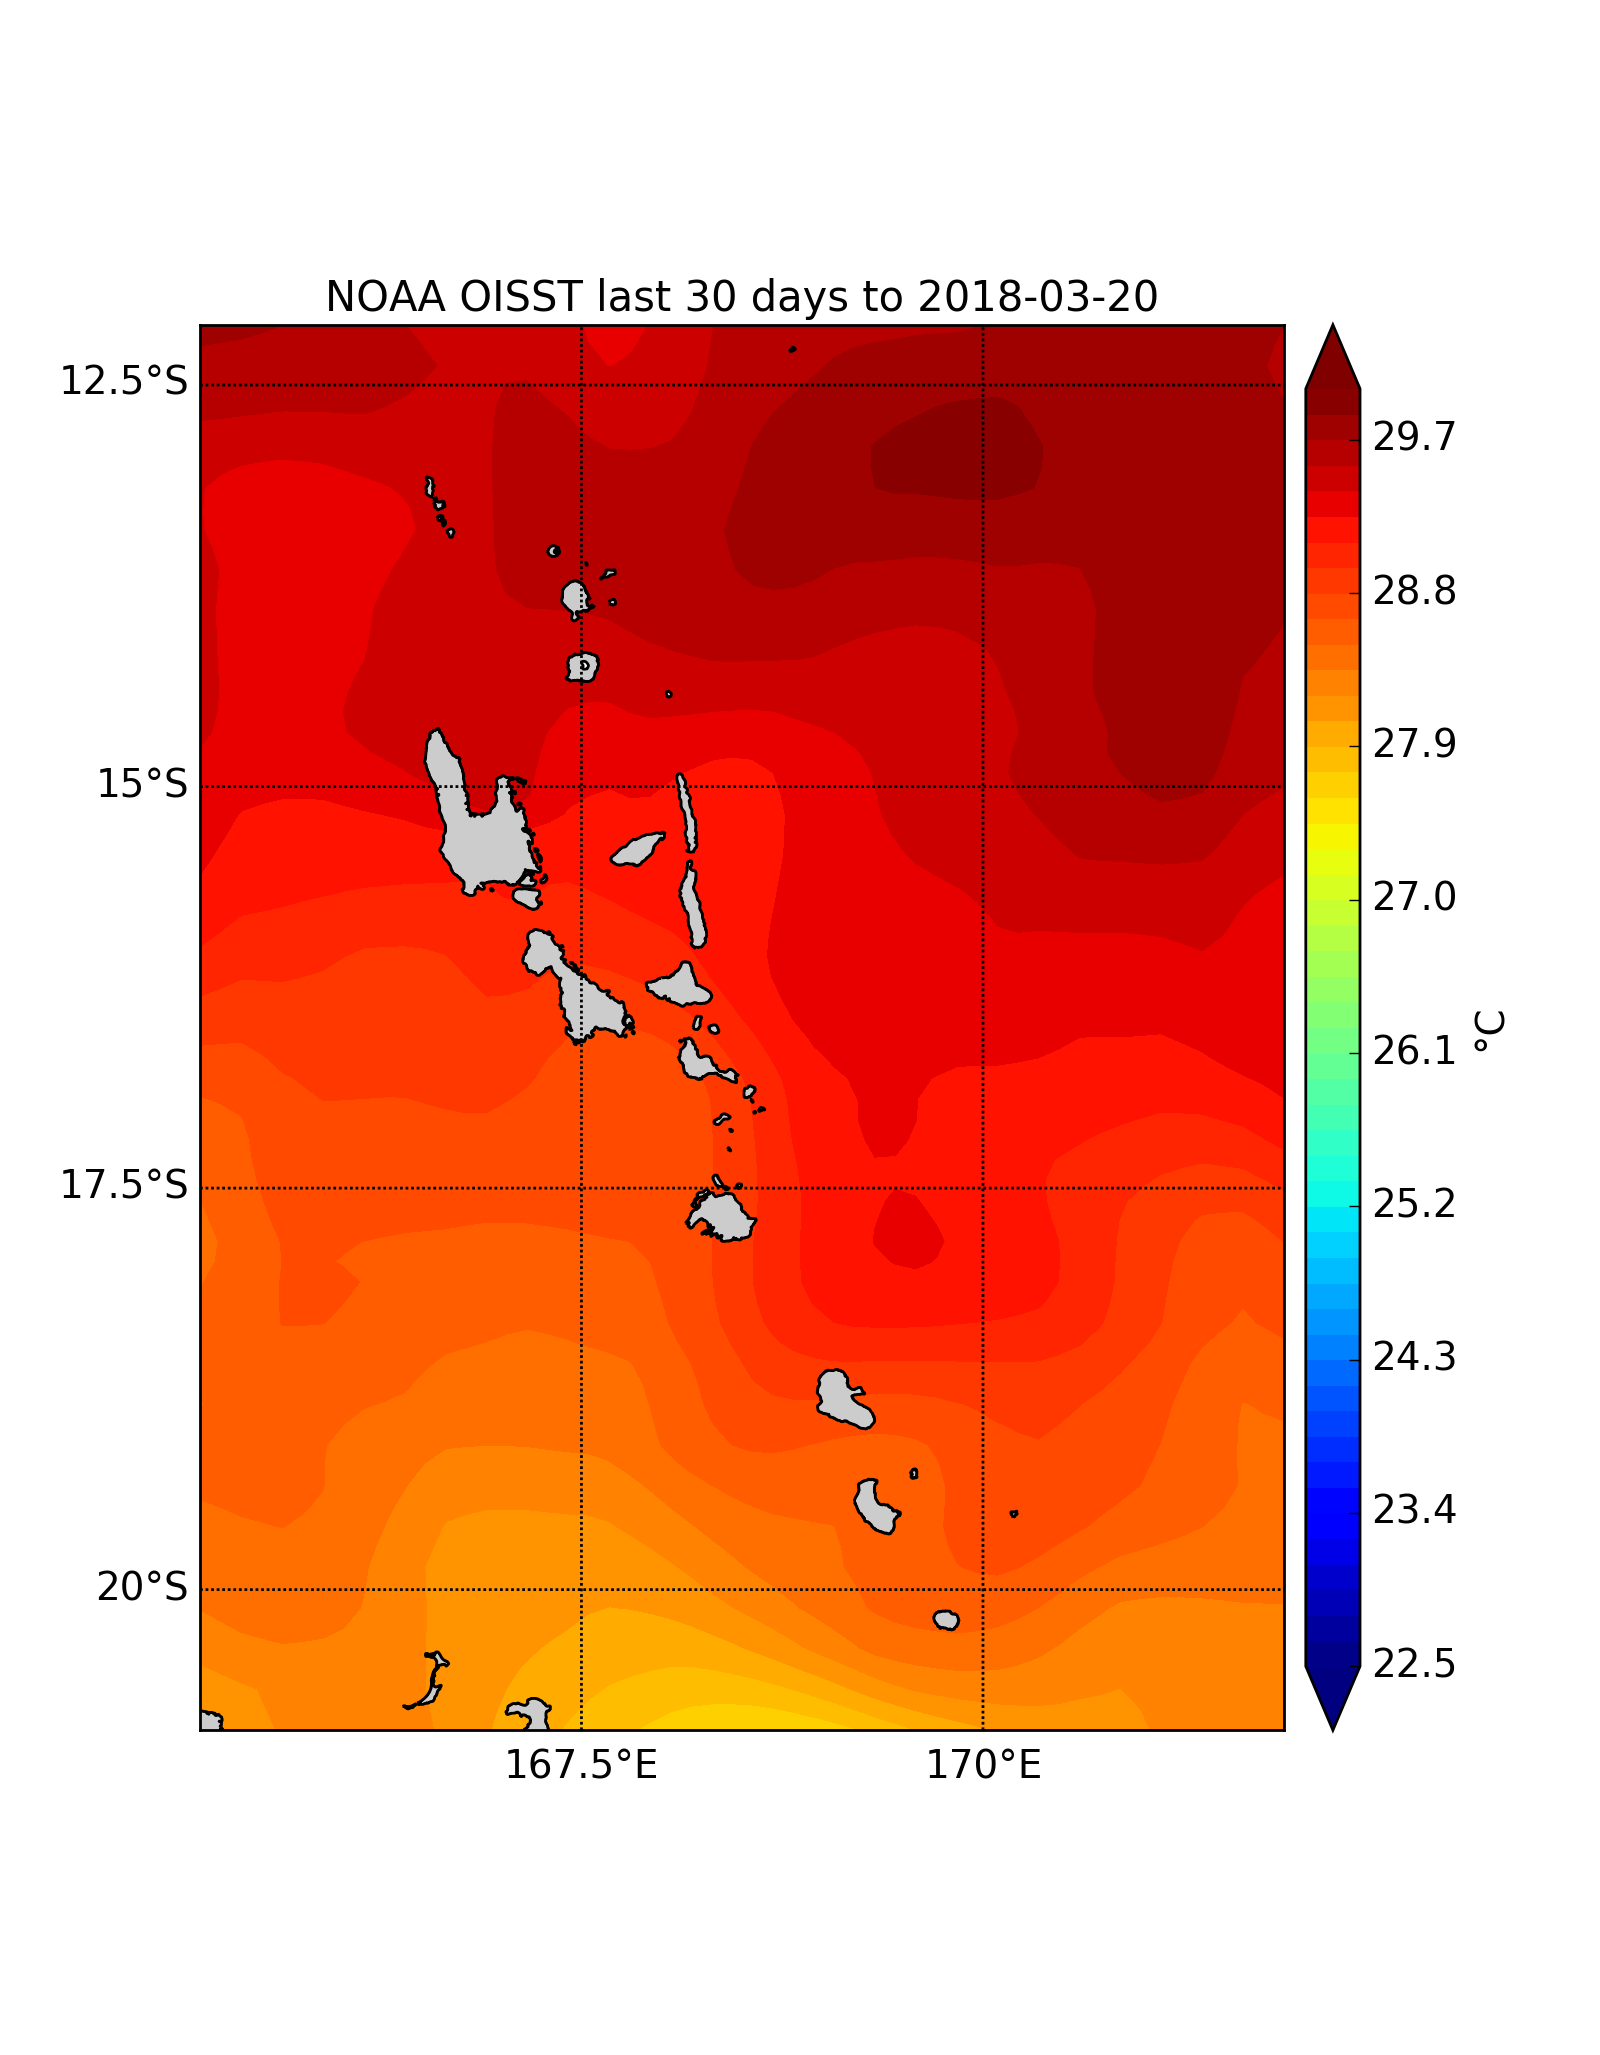 NOAA OISST last 30 days to 2018-03-20
12.5°S
15°S
17.5°S
20°S
167.5°E
170°E
29.7
28.8
27.9
27.0
26.1
25.2
24.3
23.4
22.5
°C